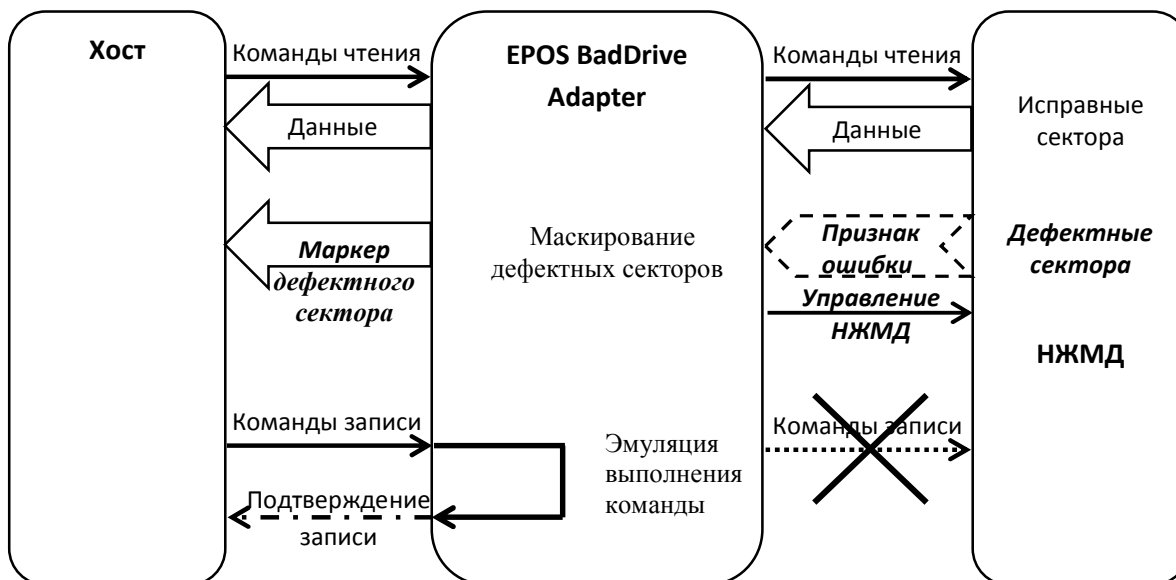 Хост
Команды чтения
EPOS BadDrive
Adapter
Команды чтения
Данные
Данные
Исправные
сектора
Маркер
дефектного
сектора
Маскирование
дефектных секторов
Признак
ошибки
Дефектные
сектора
Управление
НЖМД
НЖМД
Команды записи
Эмуляция
выполнения
команды
Команды записи
Подтверждение
записи